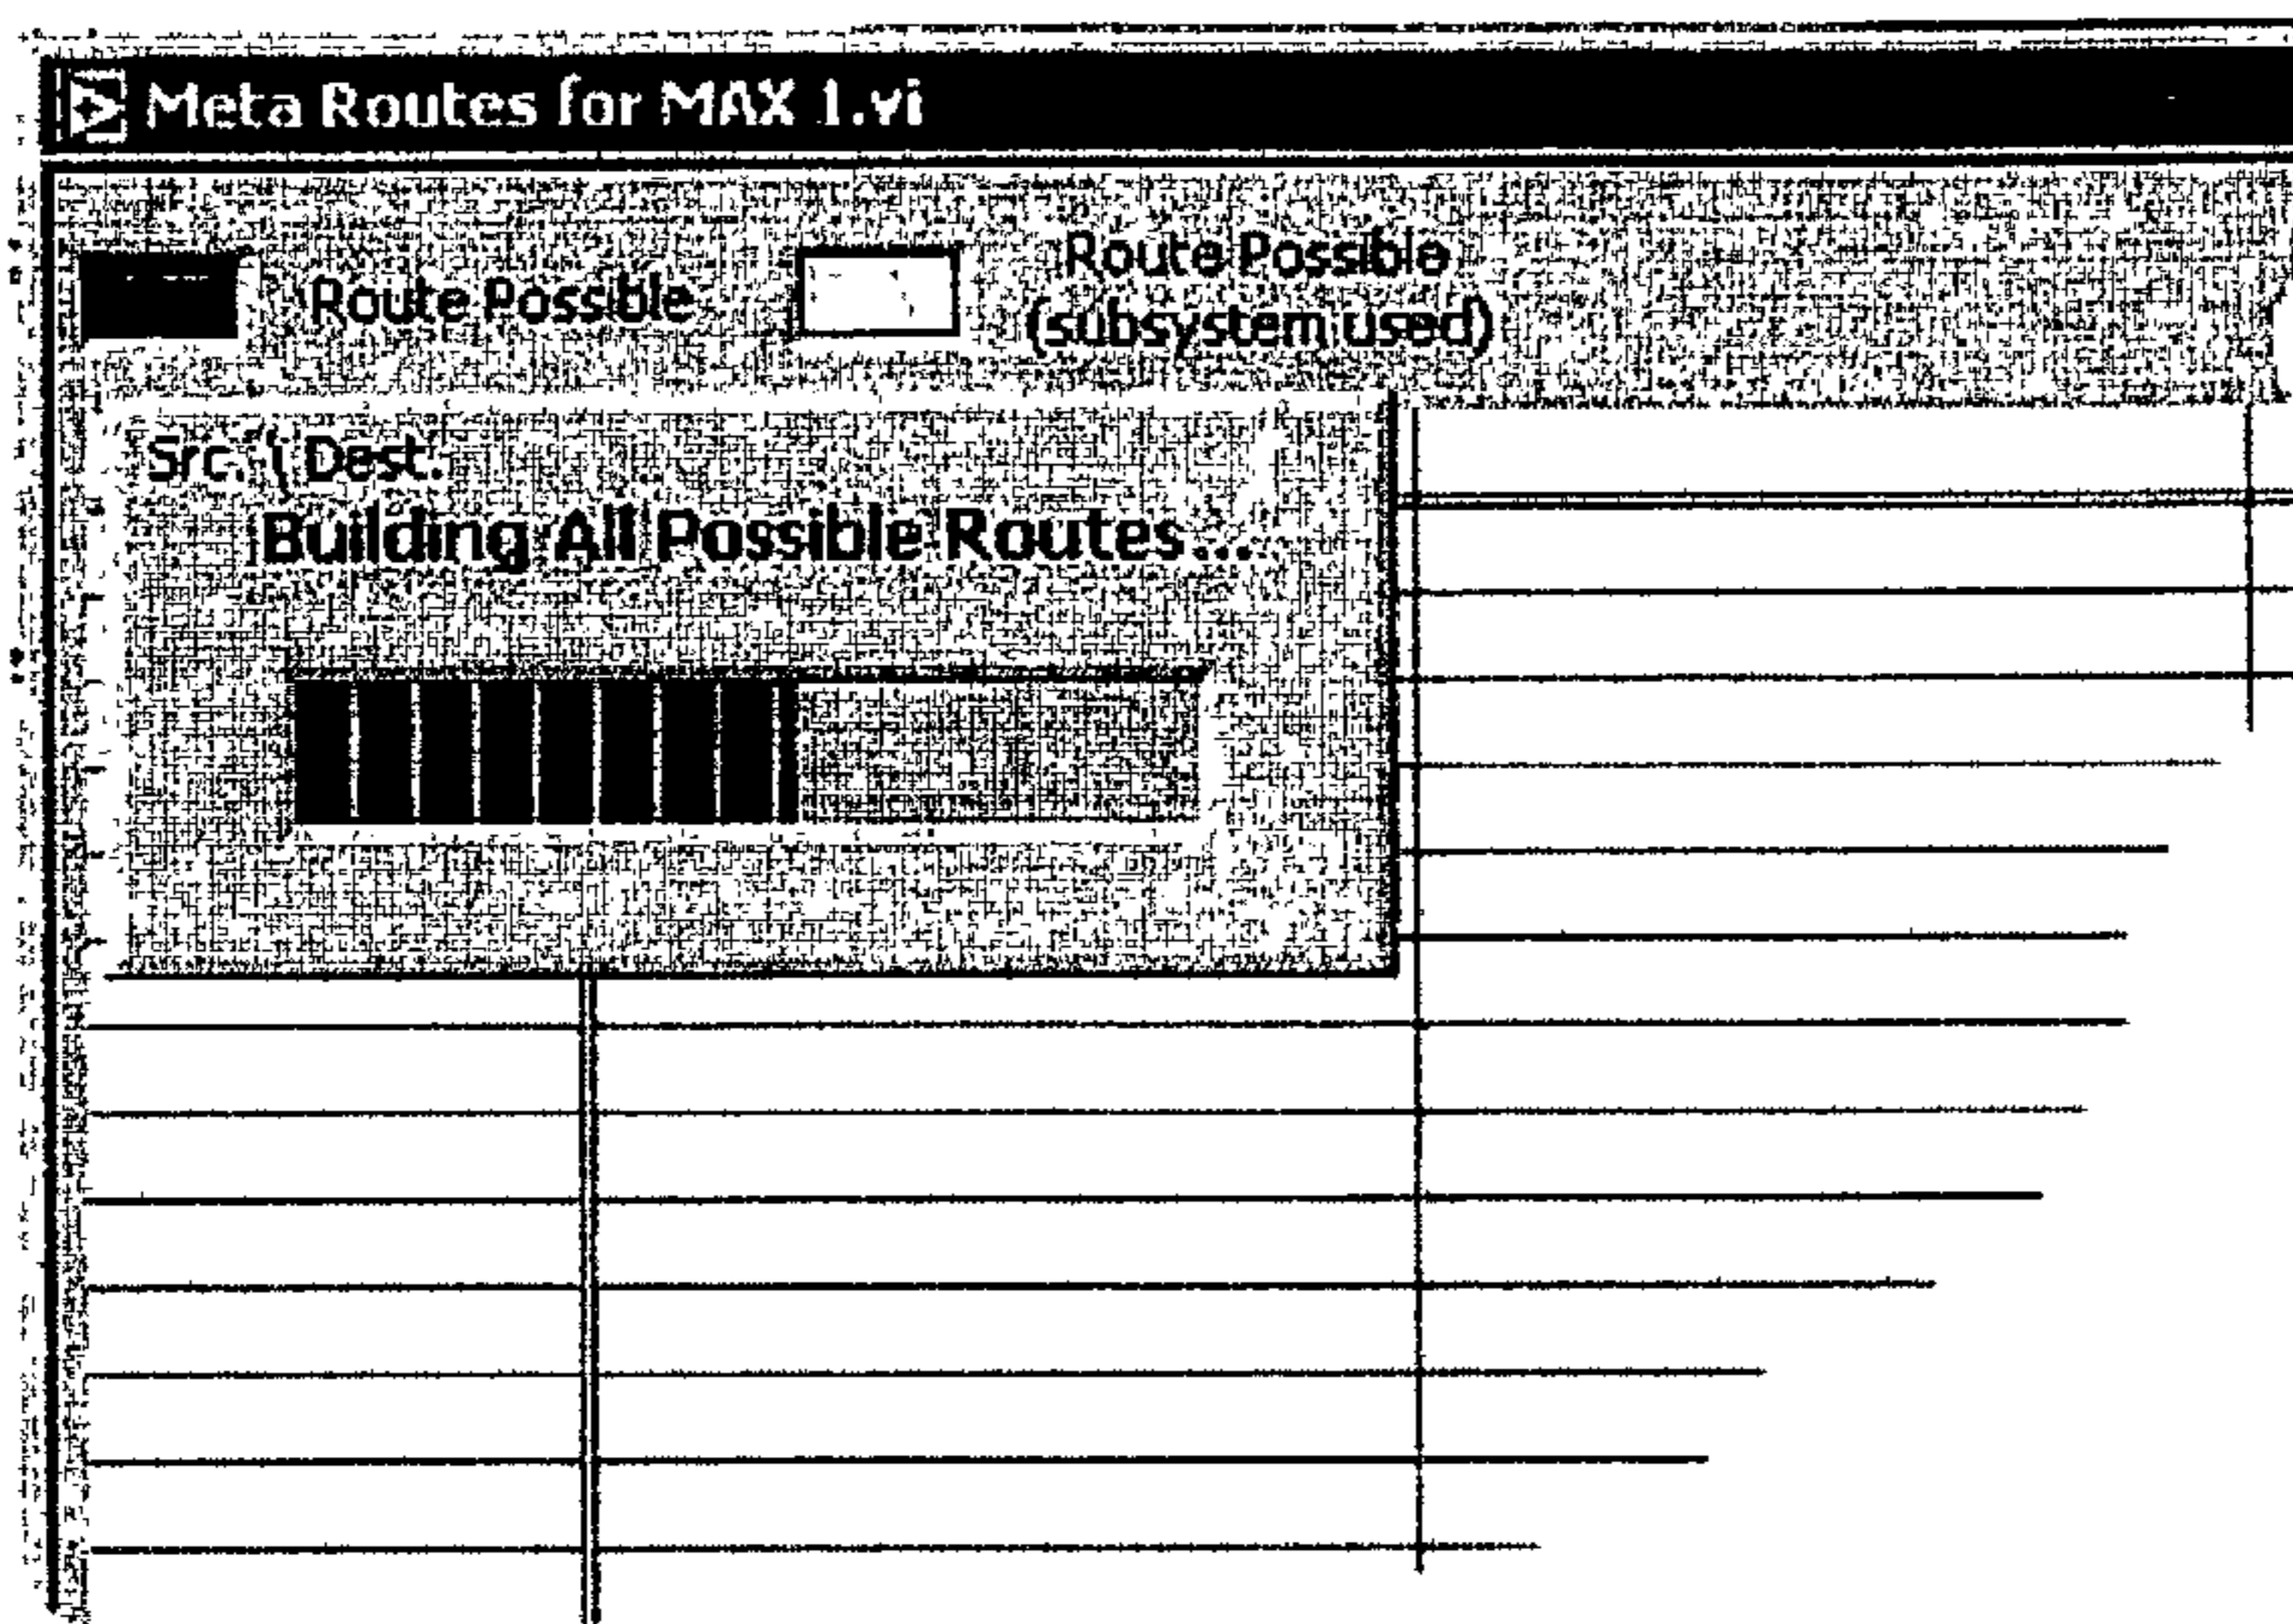 Meta Routes for MAX 1.vi
Route Possible
Route Possible
(subsystem used)
Src. \ Dest.
Building All Possible Routes...